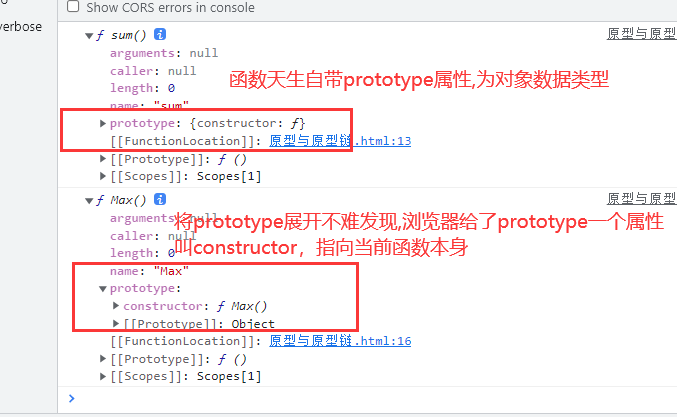 Show CORS errors in console
erbose
ƒ sum() i
原型与原型
arguments: null
caller: null
length: 0
函数天生自带prototype属性,为对象数据类型
name: "sum"
prototype: {constructor: ƒ}
[[FunctionLocation]]: 原型与原型链.html:13
[[Prototype]]: ƒ ()
[[Scopes]]: Scopes[1]
ƒ Max() i
原型与原型
arguments: null
将prototype展开不难发现,浏览器给了prototype一个属性
caller: null
叫constructor，指向当前函数本身
length: 0
name: "Max"
prototype:
constructor: ƒ Max()
[[Prototype]]: Object
[[FunctionLocation]]: 原型与原型链.html:16
[[Prototype]]: ƒ ()
[[Scopes]]: Scopes[1]